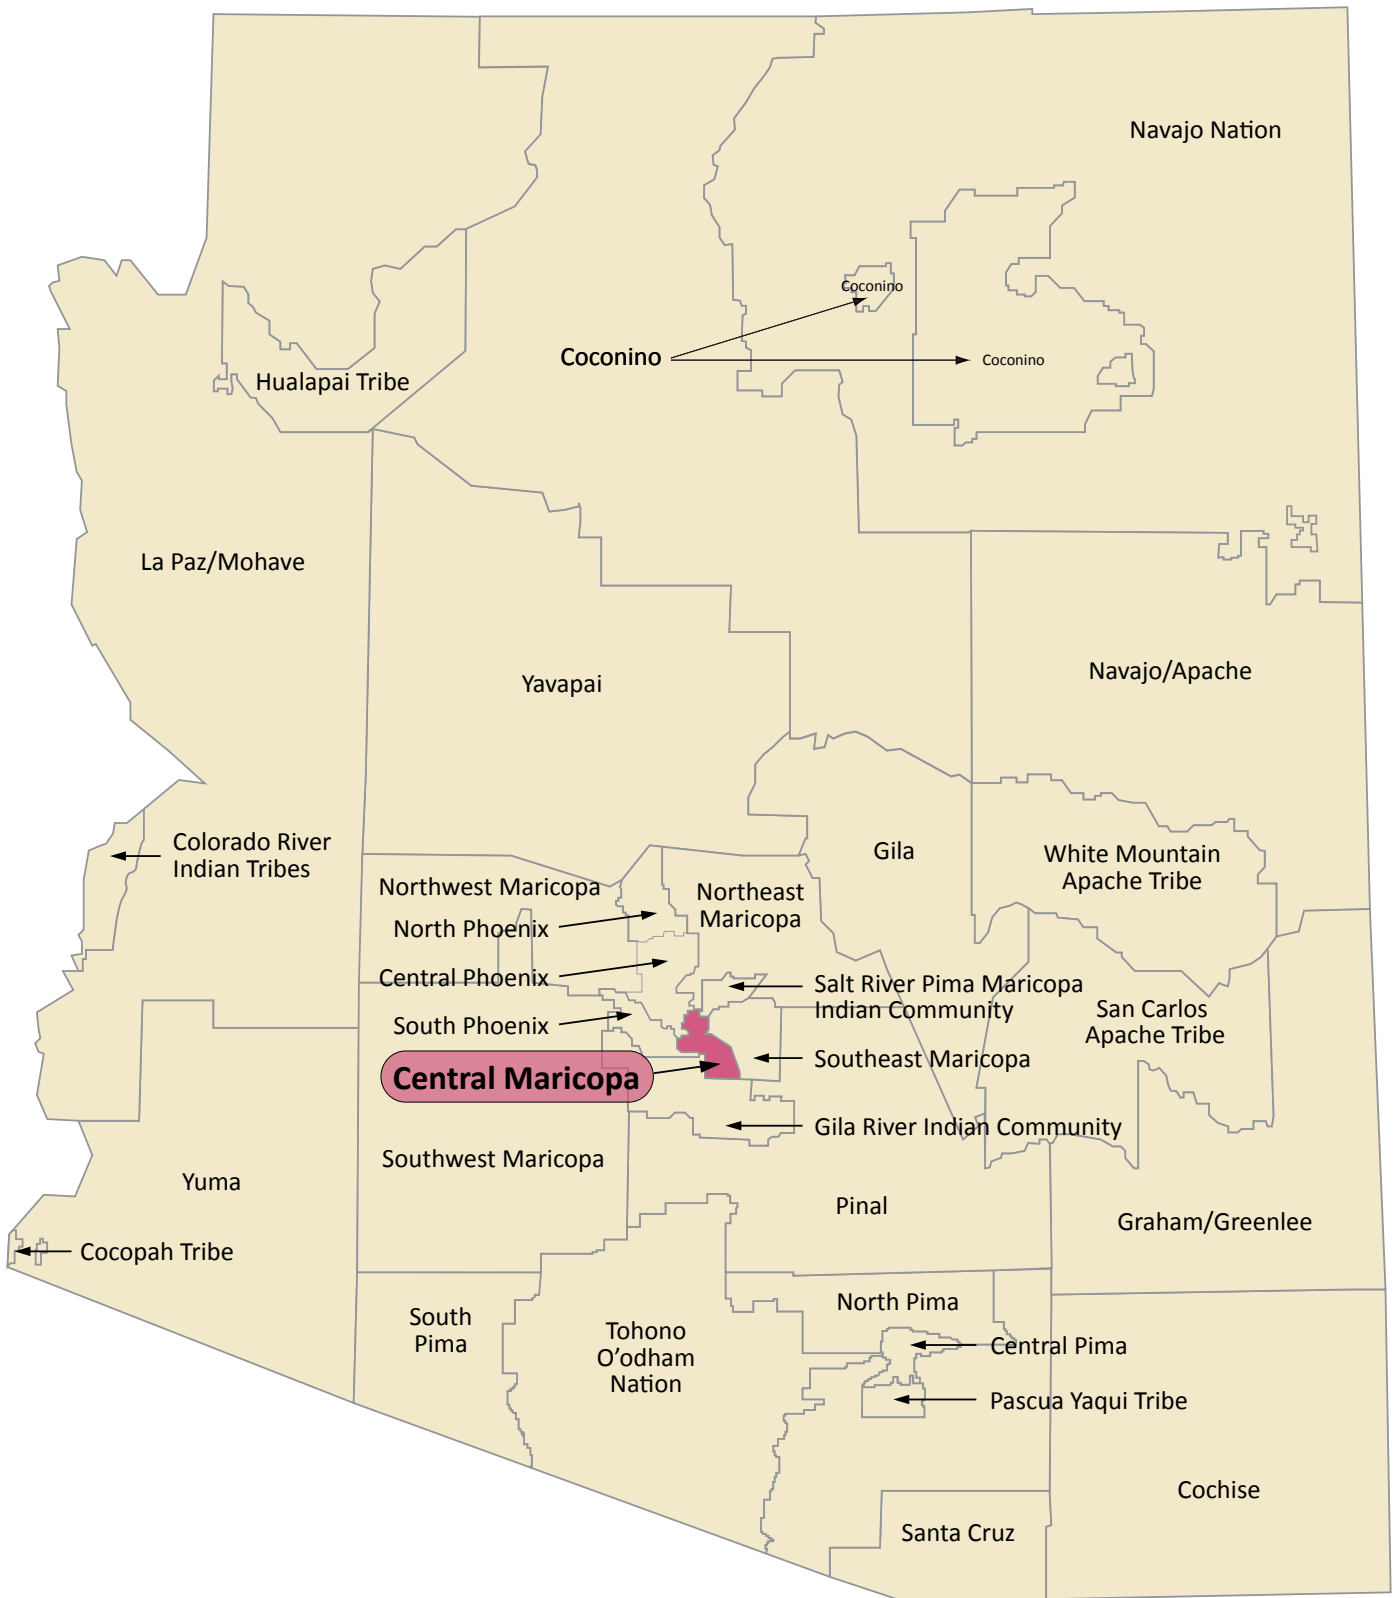 Navajo Nation
Coconino
Coconino
Coconino
Hualapai Tribe
La Paz/Mohave
Navajo/Apache
Yavapai
Colorado River
Indian Tribes
Gila
White Mountain
Apache Tribe
Northwest Maricopa
Northeast
Maricopa
North Phoenix
Central Phoenix
Salt River Pima Maricopa
Indian Community
San Carlos
Apache Tribe
South Phoenix
Southeast Maricopa
Central Maricopa
Gila River Indian Community
Southwest Maricopa
Yuma
Pinal
Graham/Greenlee
Cocopah Tribe
North Pima
South
Pima
Tohono
O’odham
Nation
Central Pima
Pascua Yaqui Tribe
Cochise
Santa Cruz